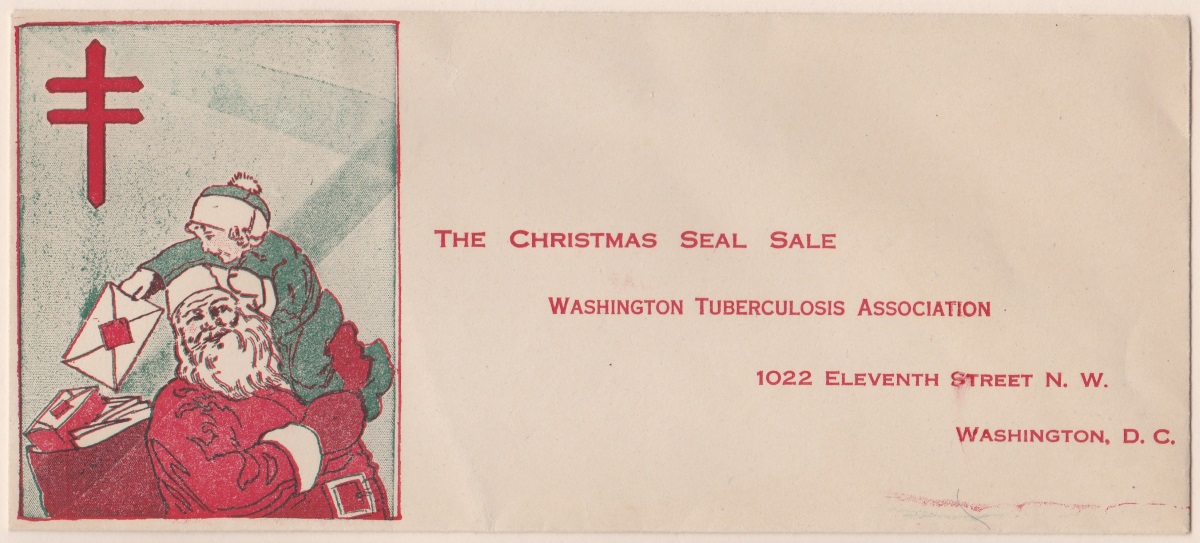 The Christmas Seal Sale
Washington Tuberculosis Association
1022 Eleventh Street N. W.
Washington, D. C.